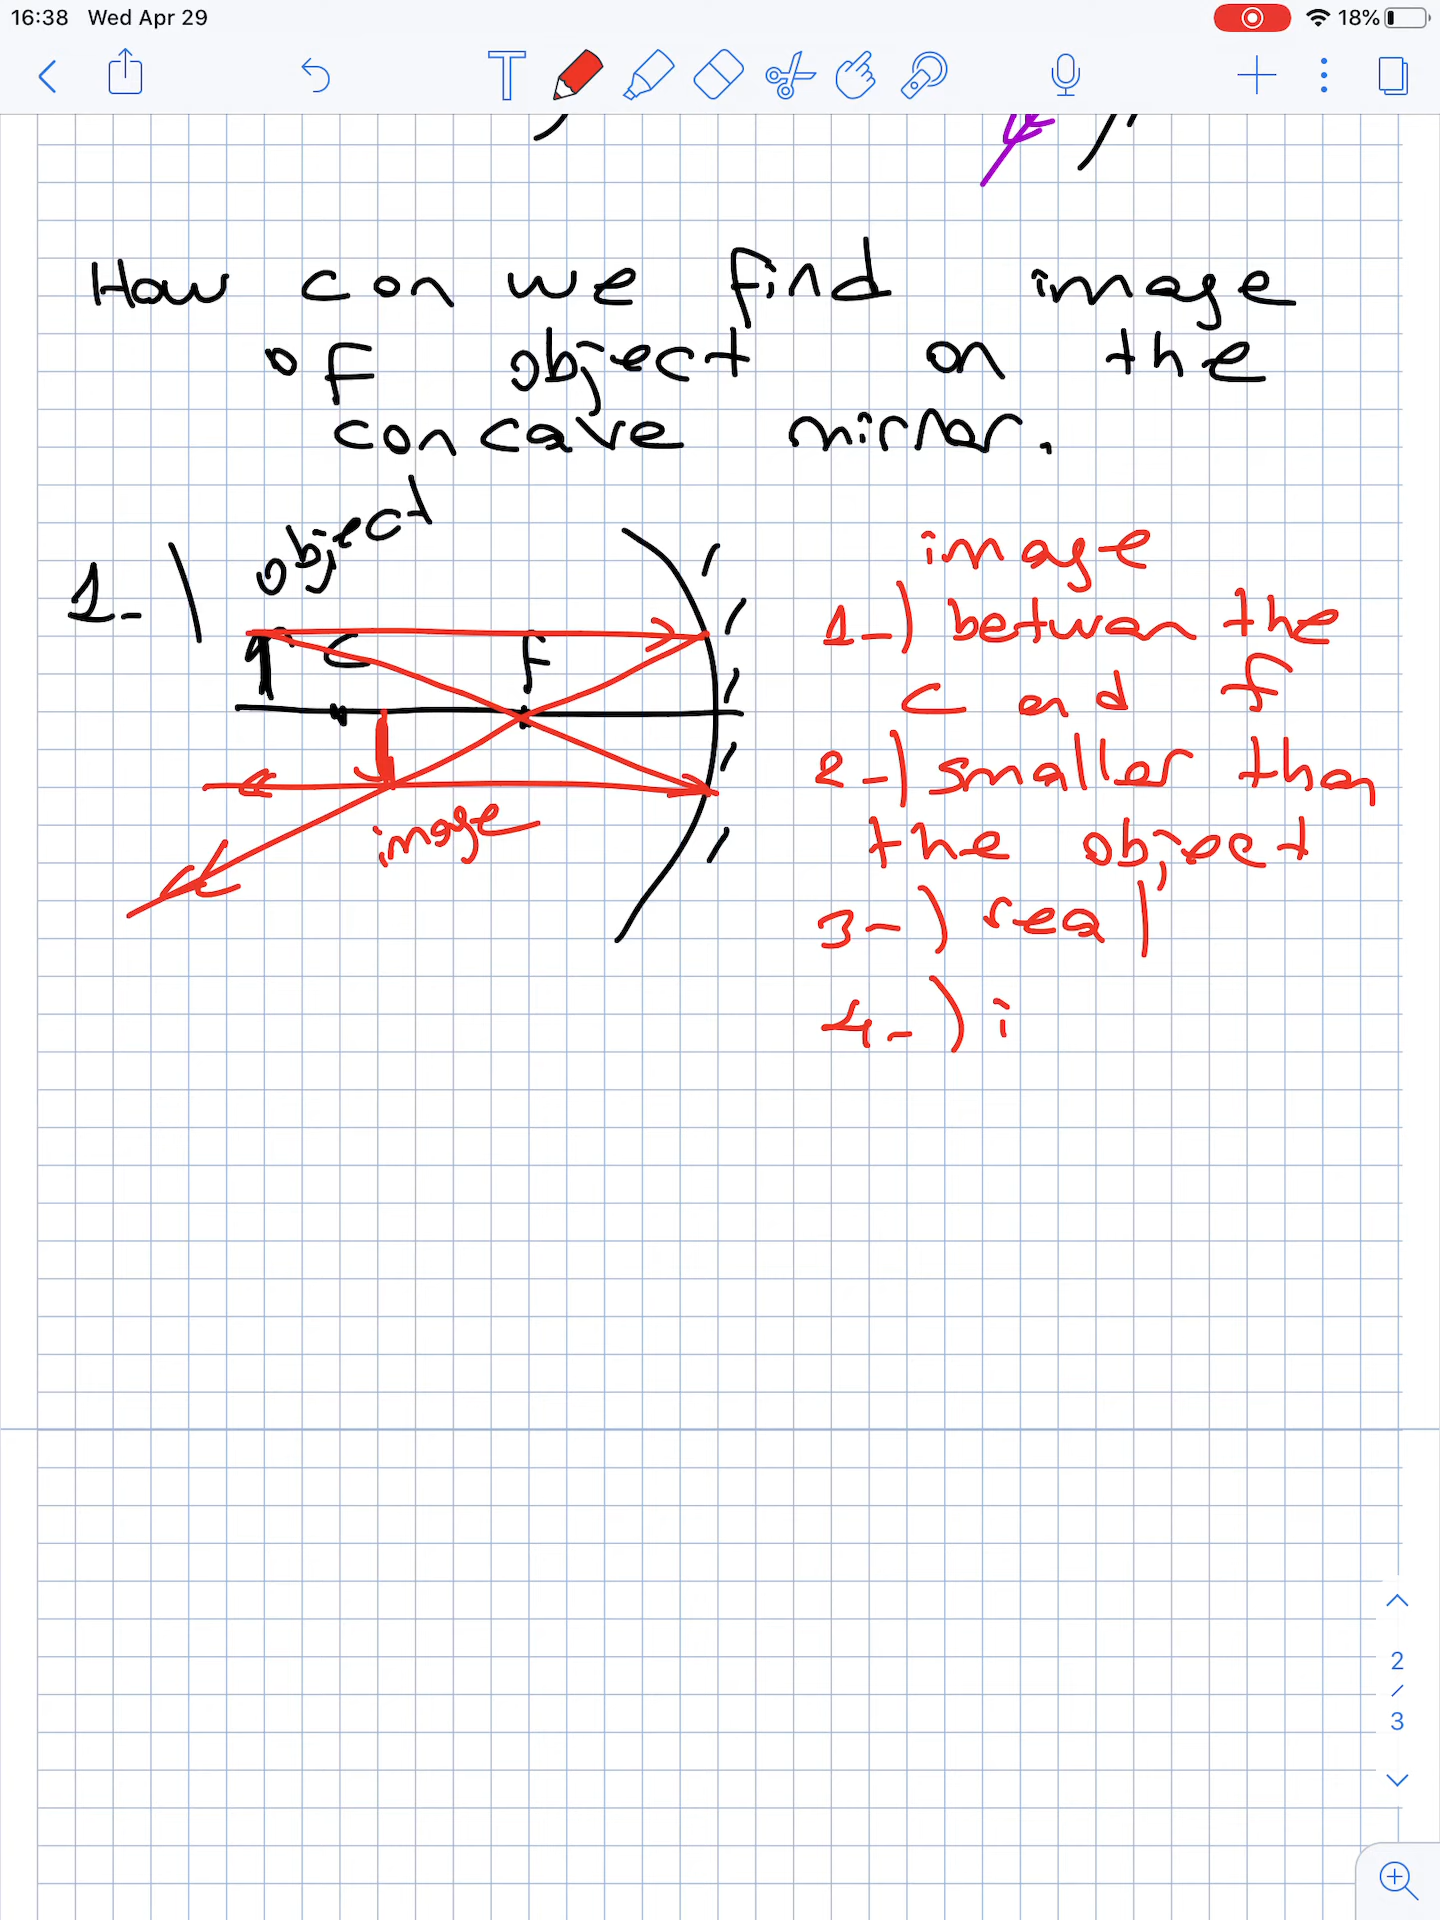 16:38 Wed Apr 29
18%
T
How can we find image
of object on the
concave mirror.
1-) object
C F
image
image
1-) between the
C and f
2-) smaller than
the object
3-) real
4-) i
2
/
3